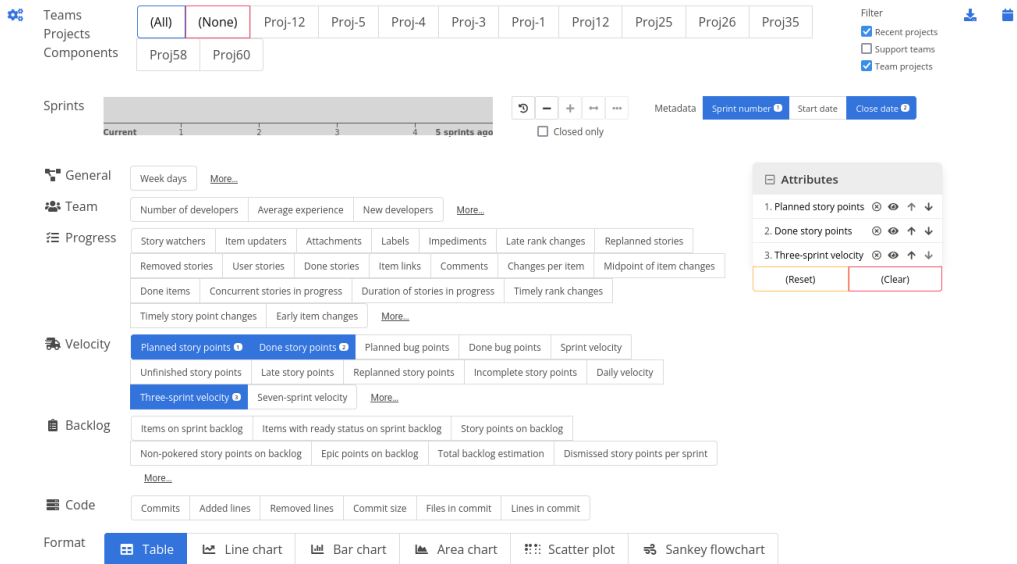 Teams
Projects
Components
(All) (None) Proj-12 Proj-5 Proj-4 Proj-3 Proj-1 Proj12 Proj25 Proj26 Proj35
Proj58 Proj60
Filter
Recent projects
Support teams
Team projects
Sprints
Current 1 2 3 4 5 sprints ago
Closed only
Metadata Sprint number 1 Start date Close date 2
General Week days More...
Team Number of developers Average experience New developers More...
Progress Story watchers Item updaters Attachments Labels Impediments Late rank changes Replanned stories
Removed stories User stories Done stories Item links Comments Changes per item Midpoint of item changes
Done items Concurrent stories in progress Duration of stories in progress Timely rank changes
Timely story point changes Early item changes More...
Velocity Planned story points 1 Done story points 2 Planned bug points Done bug points Sprint velocity
Unfinished story points Late story points Replanned story points Incomplete story points Daily velocity
Three-sprint velocity 3 Seven-sprint velocity More...
Backlog Items on sprint backlog Items with ready status on sprint backlog Story points on backlog
Non-pokered story points on backlog Epic points on backlog Total backlog estimation Dismissed story points per sprint
More...
Code Commits Added lines Removed lines Commit size Files in commit Lines in commit
Attributes
1. Planned story points
2. Done story points
3. Three-sprint velocity
(Reset) (Clear)
Format Table Line chart Bar chart Area chart Scatter plot Sankey flowchart